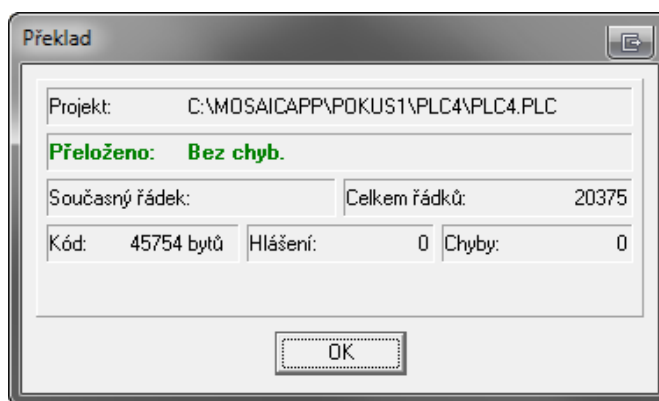 Překlad
Projekt: C:\MOSAICAPP\POKUS1\PLC4\PLC4.PLC
Přeloženo: Bez chyb.
Současný řádek: Celkem řádků: 20375
Kód: 45754 bytů Hlášení: 0 Chyby: 0
OK